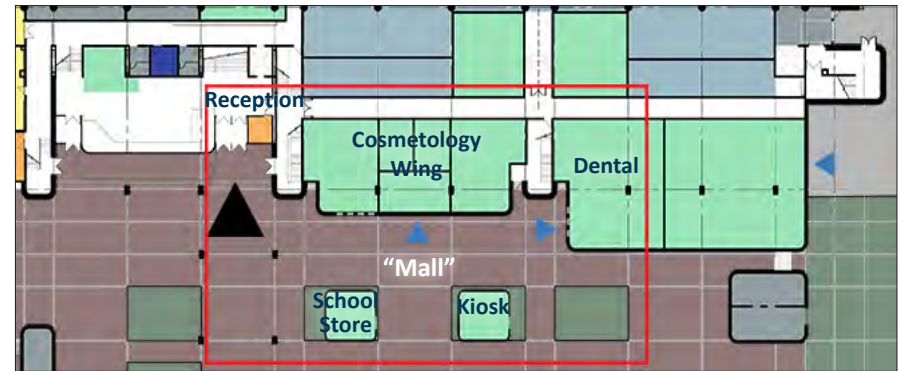 Reception
Cosmetology
Wing
Dental
“Mall”
School
Store
Kiosk